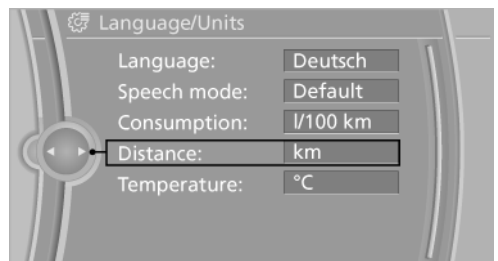 Language/Units
Language: Deutsch
Speech mode: Default
Consumption: l/100 km
Distance: km
Temperature: °C